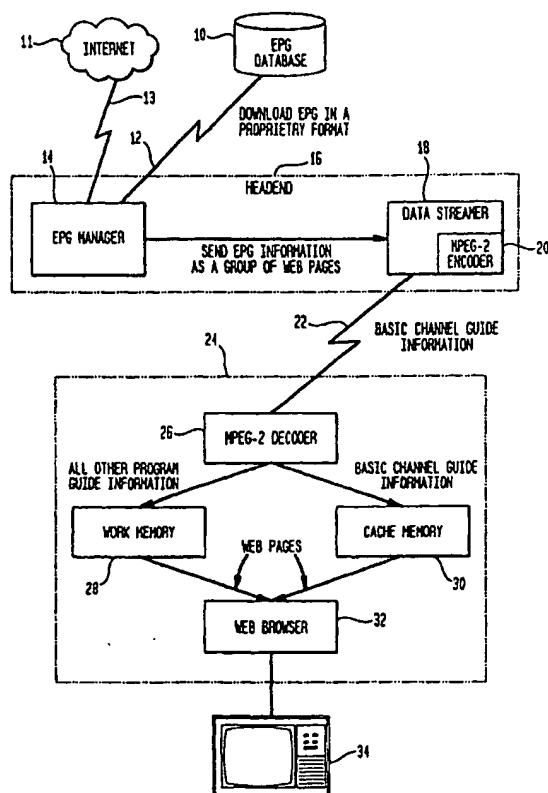 11
INTERNET
13
10
EPG
DATABASE
DOWNLOAD EPG IN A
PROPRIETRY FORMAT
12
14
16
HEADEND
18
EPG MANAGER
DATA STREAMER
MPEG-2
ENCODER
20
SEND EPG INFORMATION
AS A GROUP OF WEB PAGES
22
BASIC CHANNEL GUIDE
INFORMATION
24
26
MPEG-2 DECODER
ALL OTHER PROGRAM
GUIDE INFORMATION
BASIC CHANNEL GUIDE
INFORMATION
WORK MEMORY
CACHE MEMORY
WEB PAGES
28
30
WEB BROWSER
32
34